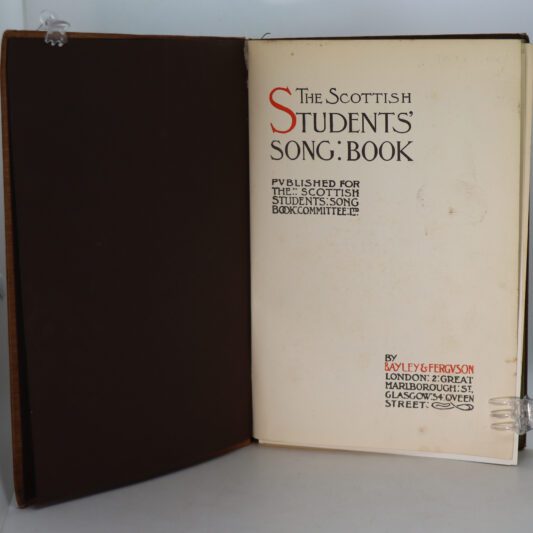 THE SCOTTISH
STUDENTS'
SONG: BOOK
PVBLISHED FOR
THE:: SCOTTISH
STUDENTS: SONG
BOOK: COMMITTEE: LTD
BY
BAYLEY & FERGVSON
LONDON: 2: GREAT
MARLBOROUGH: ST,
GLASGOW: 54: QVEEN
STREET: